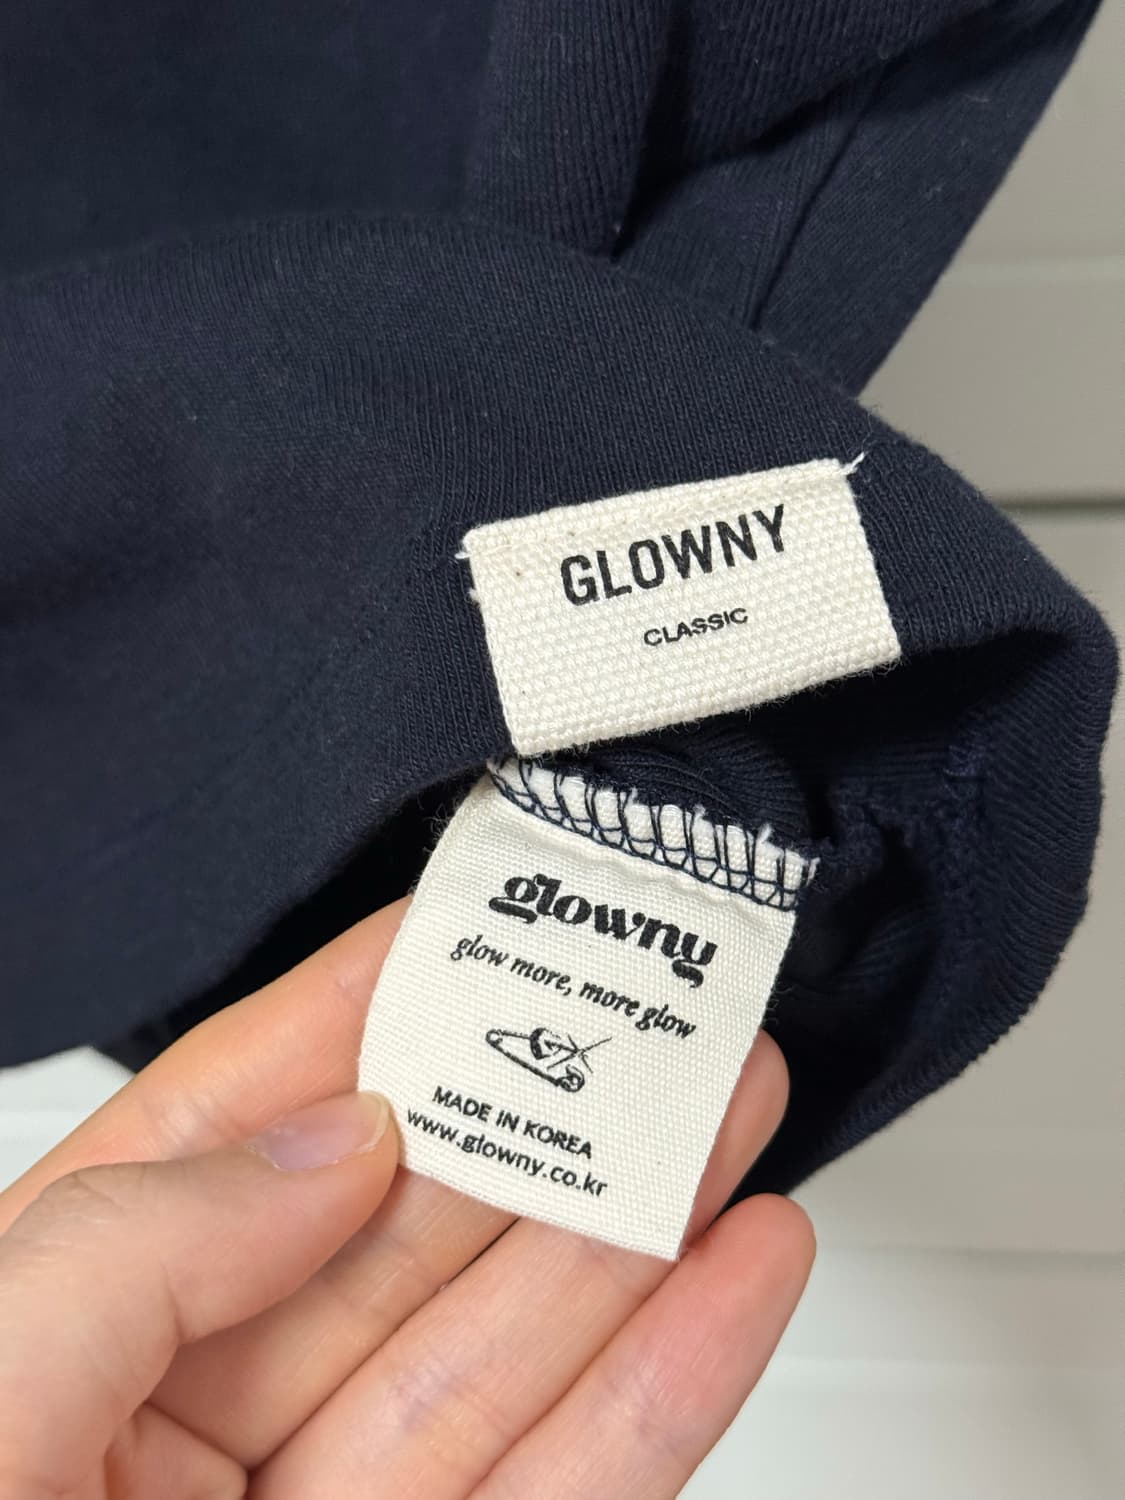 GLOWNY
CLASSIC
glowny
glow more, more glow
MADE IN KOREA
www.glowny.co.kr